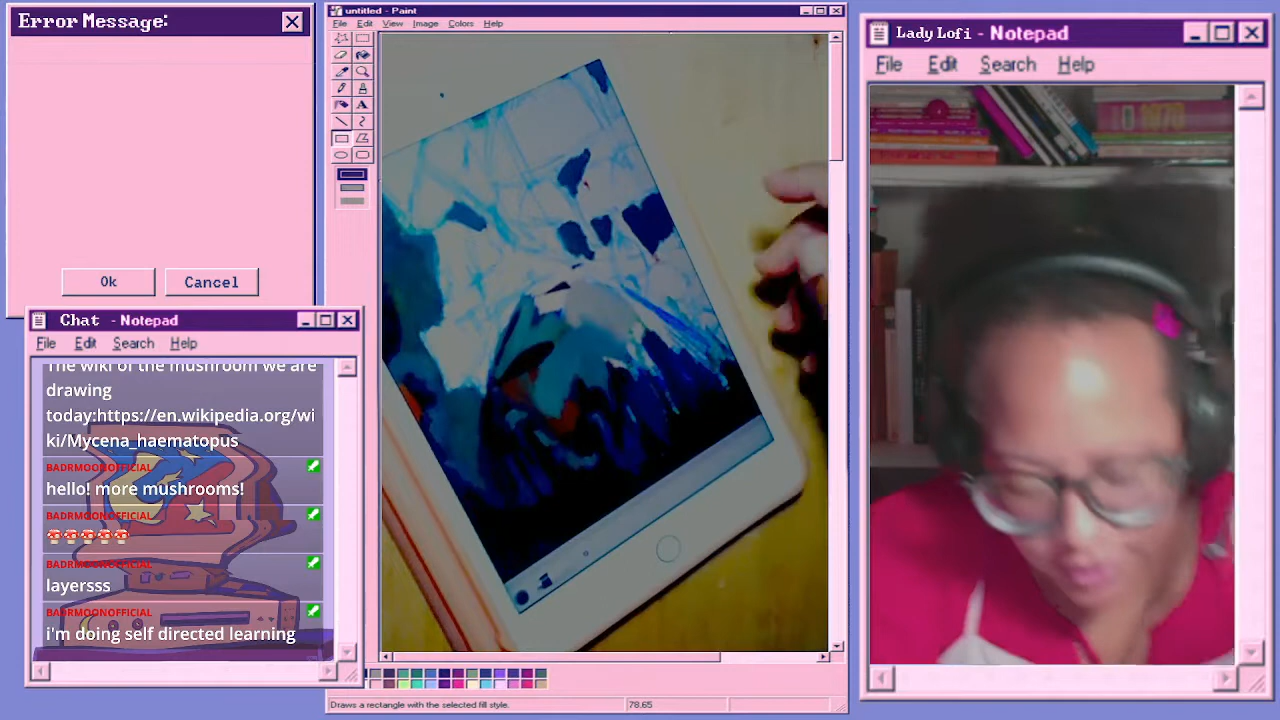 Error Message:
Ok
Cancel
untitled - Paint
File Edit View Image Colors Help
Draws a rectangle with the selected fill style.
78.65
Lady Lofi - Notepad
File Edit Search Help
Chat - Notepad
File Edit Search Help
The wiki of the mushroom we are
drawing
today:https://en.wikipedia.org/wi
ki/Mycena_haematopus
BADRMOONOFFICIAL
hello! more mushrooms!
BADRMOONOFFICIAL
BADRMOONOFFICIAL
layersss
BADRMOONOFFICIAL
i'm doing self directed learning